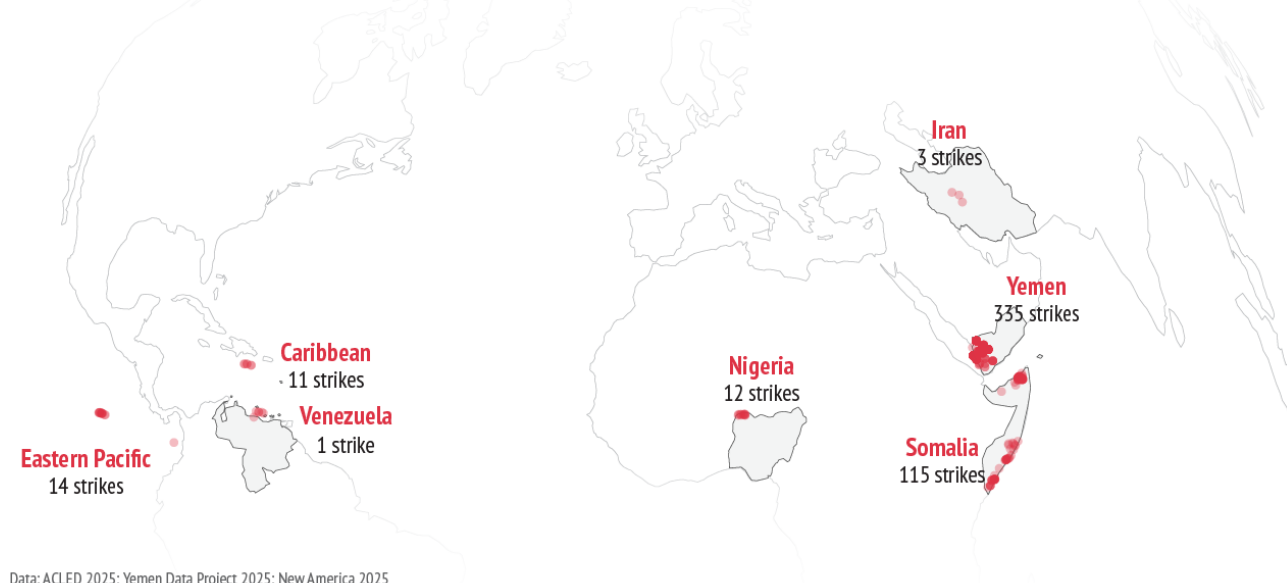 Iran
3 strikes
Yemen
335 strikes
Caribbean
11 strikes
Nigeria
12 strikes
Venezuela
1 strike
Eastern Pacific
14 strikes
Somalia
115 strikes
Data: ACLED 2025; Yemen Data Project 2025; New America 2025